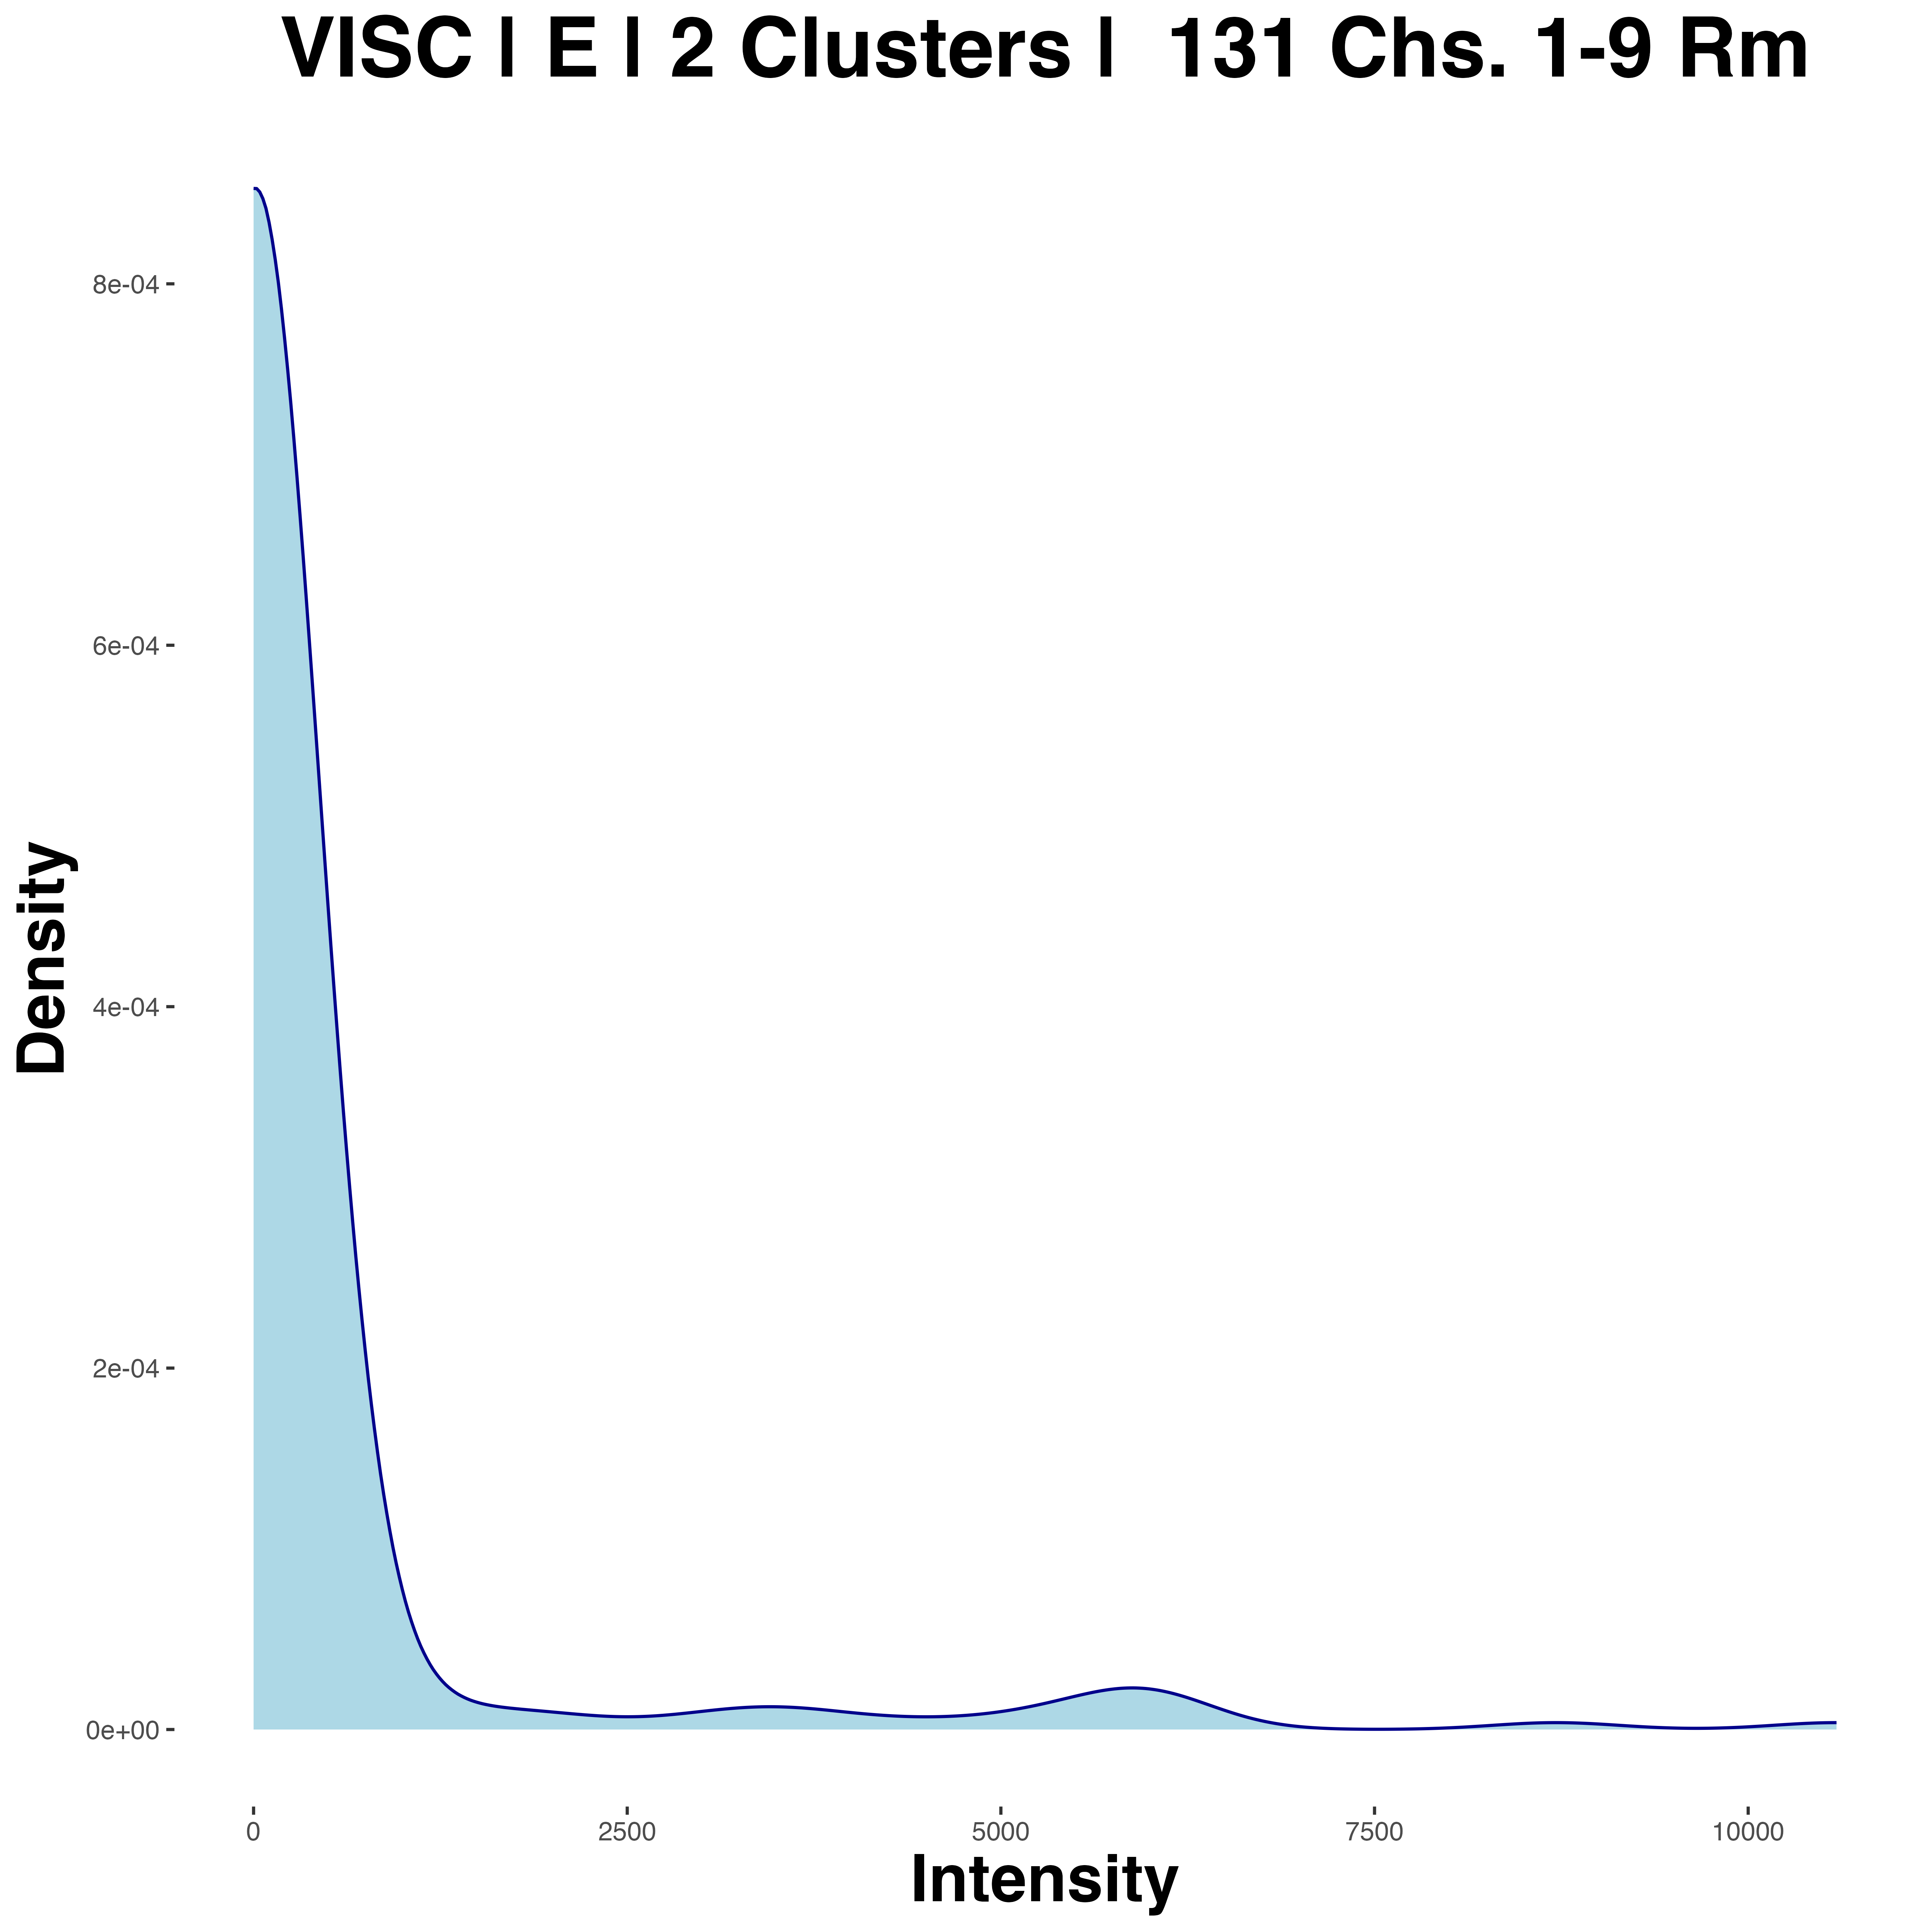 VISC | E | 2 Clusters |  131 Chs. 1-9 Rm
Density
8e-04
6e-04
4e-04
2e-04
0e+00
0 2500 5000 7500 10000
Intensity